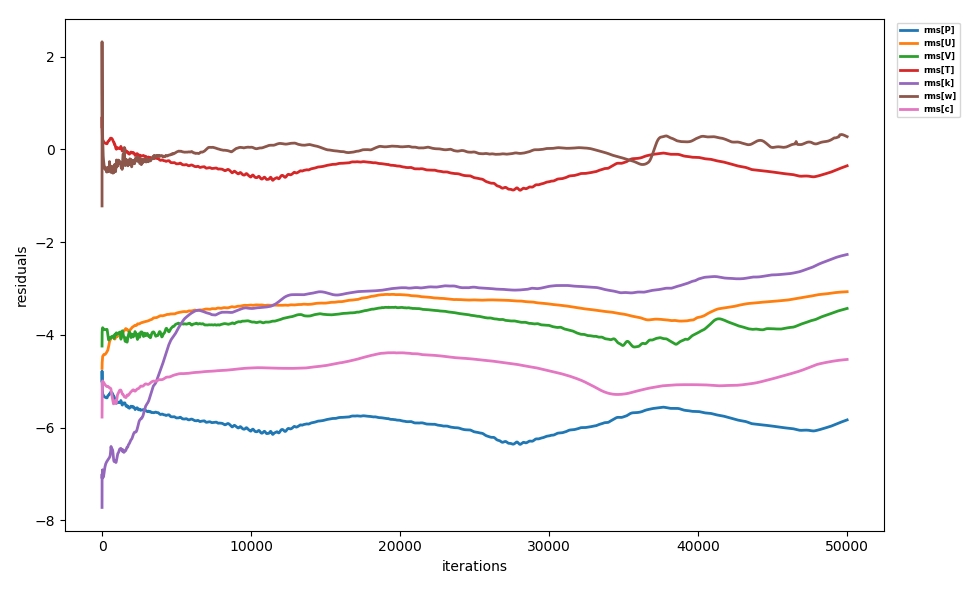 2
0
−2
−4
−6
−8
residuals
0 10000 20000 30000 40000 50000
iterations
rms[P]
rms[U]
rms[V]
rms[T]
rms[k]
rms[w]
rms[c]